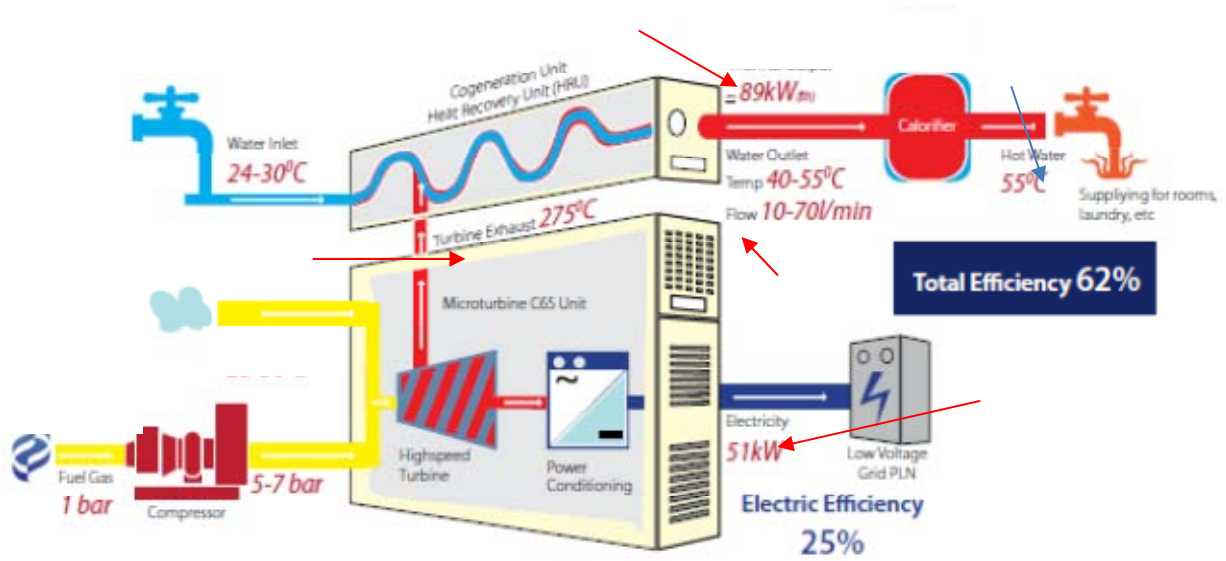 Cogeneration Unit
Heat Recovery Unit (HRU)
= 89kW(th)
Calorifier
Water Inlet
24-30⁰C
Water Outlet
Temp 40-55⁰C
Flow 10-70l/min
Hot Water
55⁰C
Suppliying for rooms,
laundry, etc
Turbine Exhaust 275⁰C
Total Efficiency 62%
Microturbine C65 Unit
Highspeed
Turbine
Power
Conditioning
Electricity
51kW
Low Voltage
Grid PLN
Fuel Gas
1 bar
Compressor
5-7 bar
Electric Efficiency
25%